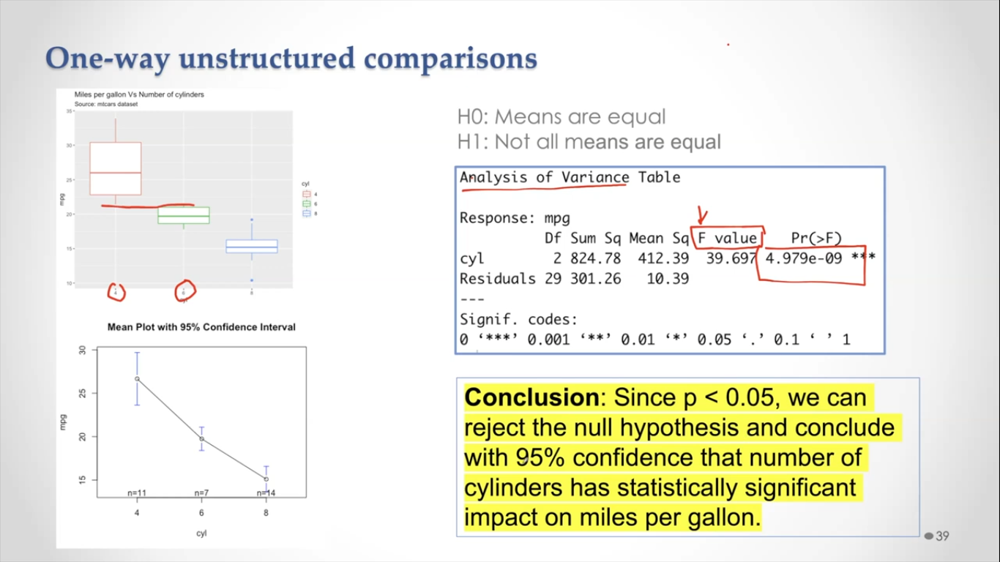 One-way unstructured comparisons
Miles per gallon Vs Number of cylinders
Source: mtcars dataset
35
30
25
20
15
10
mpg
4
6
8
cyl
cyl
4
6
8
Mean Plot with 95% Confidence Interval
30
25
20
15
mpg
n=11 n=7 n=14
4 6 8
cyl
H0: Means are equal
H1: Not all means are equal
Analysis of Variance Table
Response: mpg
Df Sum Sq Mean Sq F value Pr(>F)
cyl 2 824.78 412.39 39.697 4.979e-09 ***
Residuals 29 301.26 10.39
---
Signif. codes:
0 ‘***’ 0.001 ‘**’ 0.01 ‘*’ 0.05 ‘.’ 0.1 ‘ ’ 1
Conclusion: Since p < 0.05, we can
reject the null hypothesis and conclude
with 95% confidence that number of
cylinders has statistically significant
impact on miles per gallon.
39